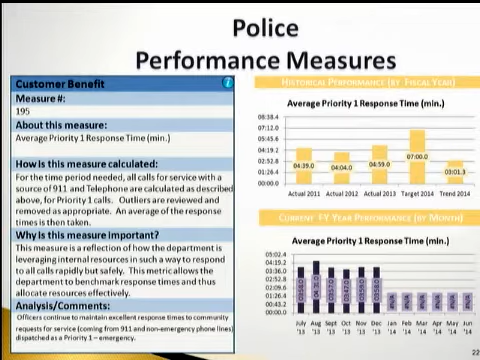 Police
Performance Measures
Customer Benefit
Measure #:
195
About this measure:
Average Priority 1 Response Time (min.)
How is this measure calculated:
For the time period needed, all calls for service with a
source of 911 and Telephone are calculated as described
above, for Priority 1 calls. Outliers are reviewed and
removed as appropriate. An average of the response
times is then taken.
Why is this measure important?
This measure is a reflection of how the department is
leveraging internal resources in such a way to respond
to all calls rapidly but safely. This metric allows the
department to benchmark response times and thus
allocate resources effectively.
Analysis/Comments:
Officers continue to maintain excellent response times to community
requests for service (coming from 911 and non-emergency phone lines)
dispatched as a Priority 1 – emergency.
Historical Performance (by Fiscal Year)
Average Priority 1 Response Time (min.)
08:38.4
07:12.0
05:45.6
04:19.2
02:52.8
01:26.4
00:00.0
04:39.0
04:04.0
04:59.0
07:00.0
03:01.3
Actual 2011 Actual 2012 Actual 2013 Target 2014 Trend 2014
Current FY Year Performance (by Month)
Average Priority 1 Response Time (min.)
05:02.4
04:19.2
03:36.0
02:52.8
02:09.6
01:26.4
00:43.2
00:00.0
#N/A #N/A #N/A #N/A #N/A #N/A
July Aug Sept Oct Nov Dec Jan Feb Mar Apr May Jun
'13 '13 '13 '13 '13 '13 '14 '14 '14 '14 '14 '14
22